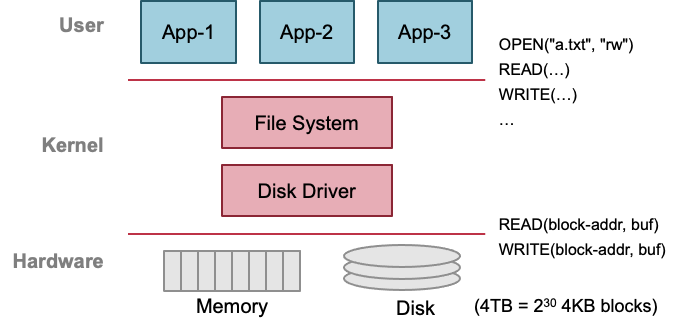 User
App-1
App-2
App-3
OPEN("a.txt", "rw")
READ(…)
WRITE(…)
…
Kernel
File System
Disk Driver
READ(block-addr, buf)
WRITE(block-addr, buf)
Hardware
Memory
Disk
(4TB = 2³⁰ 4KB blocks)